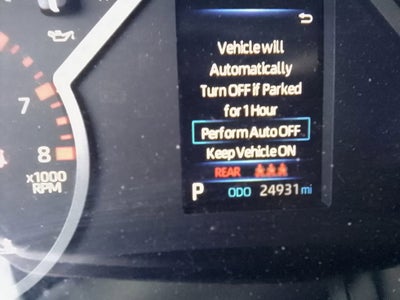 Vehicle will
Automatically
Turn OFF if Parked
for 1 Hour
Perform Auto OFF
Keep Vehicle ON
REAR
P ODO 24931 mi
7
8
x1000
RPM